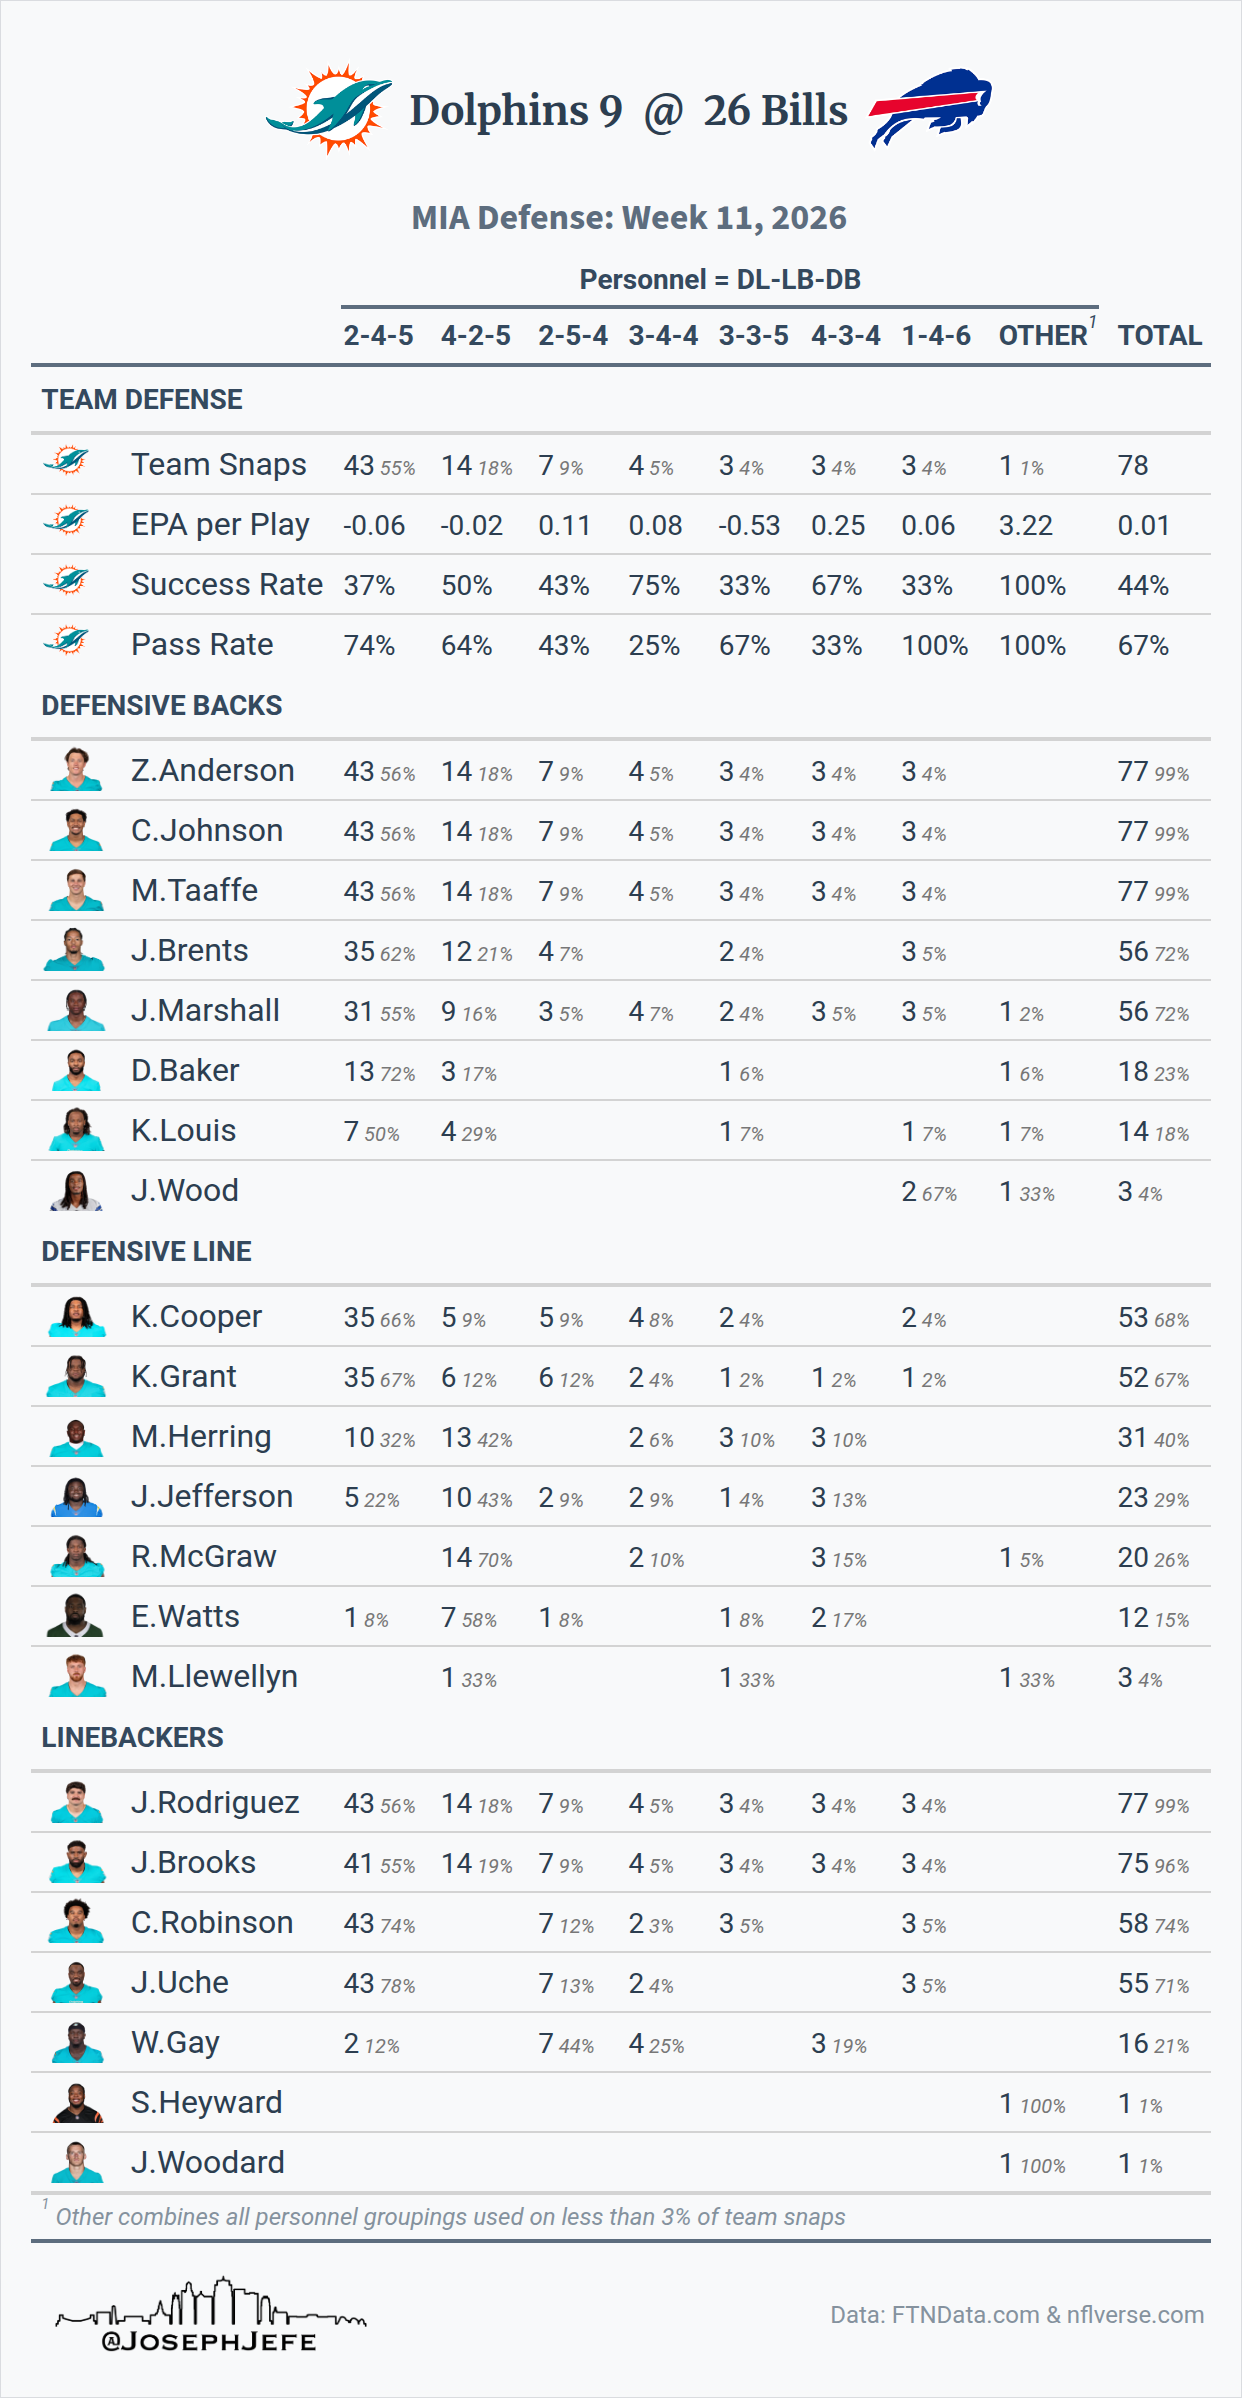 Dolphins 9 @ 26 Bills
MIA Defense: Week 11, 2026
Personnel = DL-LB-DB
2-4-5 4-2-5 2-5-4 3-4-4 3-3-5 4-3-4 1-4-6 OTHER1 TOTAL
TEAM DEFENSE
Team Snaps 43 55% 14 18% 7 9% 4 5% 3 4% 3 4% 3 4% 1 1% 78
EPA per Play -0.06 -0.02 0.11 0.08 -0.53 0.25 0.06 3.22 0.01
Success Rate 37% 50% 43% 75% 33% 67% 33% 100% 44%
Pass Rate 74% 64% 43% 25% 67% 33% 100% 100% 67%
DEFENSIVE BACKS
Z.Anderson 43 56% 14 18% 7 9% 4 5% 3 4% 3 4% 3 4% 77 99%
C.Johnson 43 56% 14 18% 7 9% 4 5% 3 4% 3 4% 3 4% 77 99%
M.Taaffe 43 56% 14 18% 7 9% 4 5% 3 4% 3 4% 3 4% 77 99%
J.Brents 35 62% 12 21% 4 7% 2 4% 3 5% 56 72%
J.Marshall 31 55% 9 16% 3 5% 4 7% 2 4% 3 5% 3 5% 1 2% 56 72%
D.Baker 13 72% 3 17% 1 6% 1 6% 18 23%
K.Louis 7 50% 4 29% 1 7% 1 7% 1 7% 14 18%
J.Wood 2 67% 1 33% 3 4%
DEFENSIVE LINE
K.Cooper 35 66% 5 9% 5 9% 4 8% 2 4% 2 4% 53 68%
K.Grant 35 67% 6 12% 6 12% 2 4% 1 2% 1 2% 1 2% 52 67%
M.Herring 10 32% 13 42% 2 6% 3 10% 3 10% 31 40%
J.Jefferson 5 22% 10 43% 2 9% 2 9% 1 4% 3 13% 23 29%
R.McGraw 14 70% 2 10% 3 15% 1 5% 20 26%
E.Watts 1 8% 7 58% 1 8% 1 8% 2 17% 12 15%
M.Llewellyn 1 33% 1 33% 1 33% 3 4%
LINEBACKERS
J.Rodriguez 43 56% 14 18% 7 9% 4 5% 3 4% 3 4% 3 4% 77 99%
J.Brooks 41 55% 14 19% 7 9% 4 5% 3 4% 3 4% 3 4% 75 96%
C.Robinson 43 74% 7 12% 2 3% 3 5% 3 5% 58 74%
J.Uche 43 78% 7 13% 2 4% 3 5% 55 71%
W.Gay 2 12% 7 44% 4 25% 3 19% 16 21%
S.Heyward 1 100% 1 1%
J.Woodard 1 100% 1 1%
1 Other combines all personnel groupings used on less than 3% of team snaps
@JOSEPHJEFE
Data: FTNData.com & nflverse.com